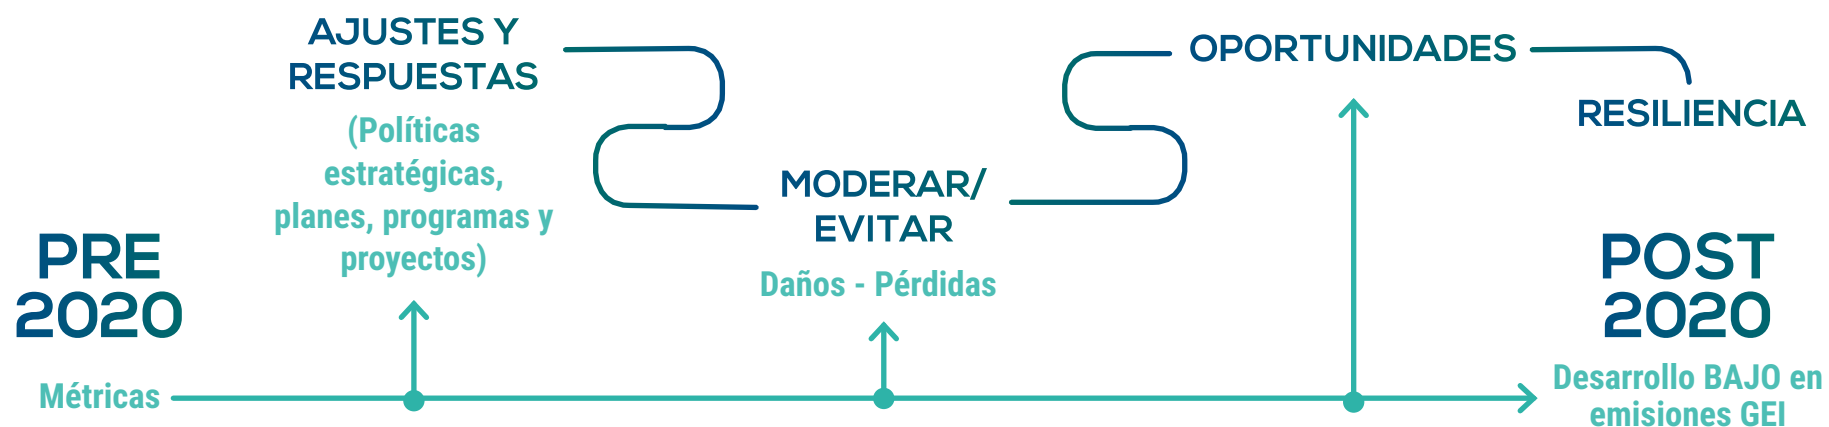 PRE
2020
Métricas
AJUSTES Y
RESPUESTAS
(Políticas
estratégicas,
planes, programas y
proyectos)
MODERAR/
EVITAR
Daños - Pérdidas
OPORTUNIDADES
RESILIENCIA
POST
2020
Desarrollo BAJO en
emisiones GEI